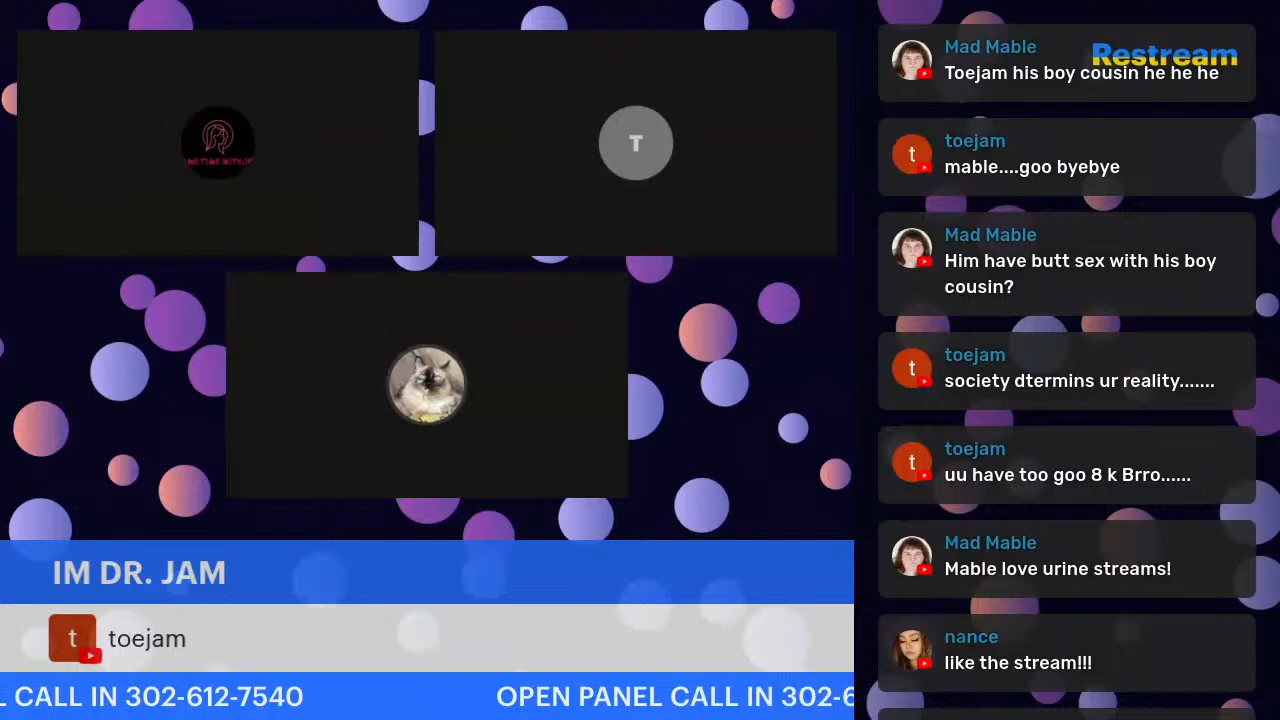 T
IM DR. JAM
t
toejam
L CALL IN 302-612-7540
OPEN PANEL CALL IN 302-6
Restream
Mad Mable
Toejam his boy cousin he he he
t
toejam
mable....goo byebye
Mad Mable
Him have butt sex with his boy
cousin?
t
toejam
society dtermins ur reality.......
t
toejam
uu have too goo 8 k Brro......
Mad Mable
Mable love urine streams!
nance
like the stream!!!